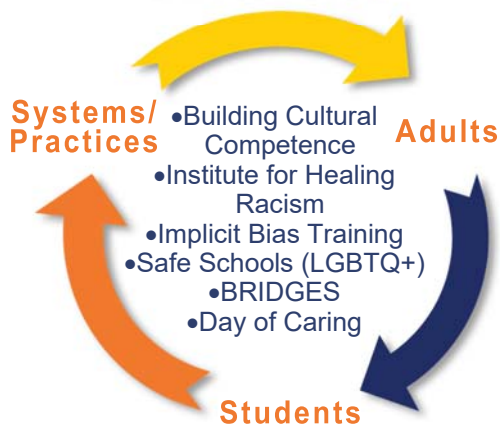 Systems/
Practices
Adults
•Building Cultural
Competence
•Institute for Healing
Racism
•Implicit Bias Training
•Safe Schools (LGBTQ+)
•BRIDGES
•Day of Caring
Students